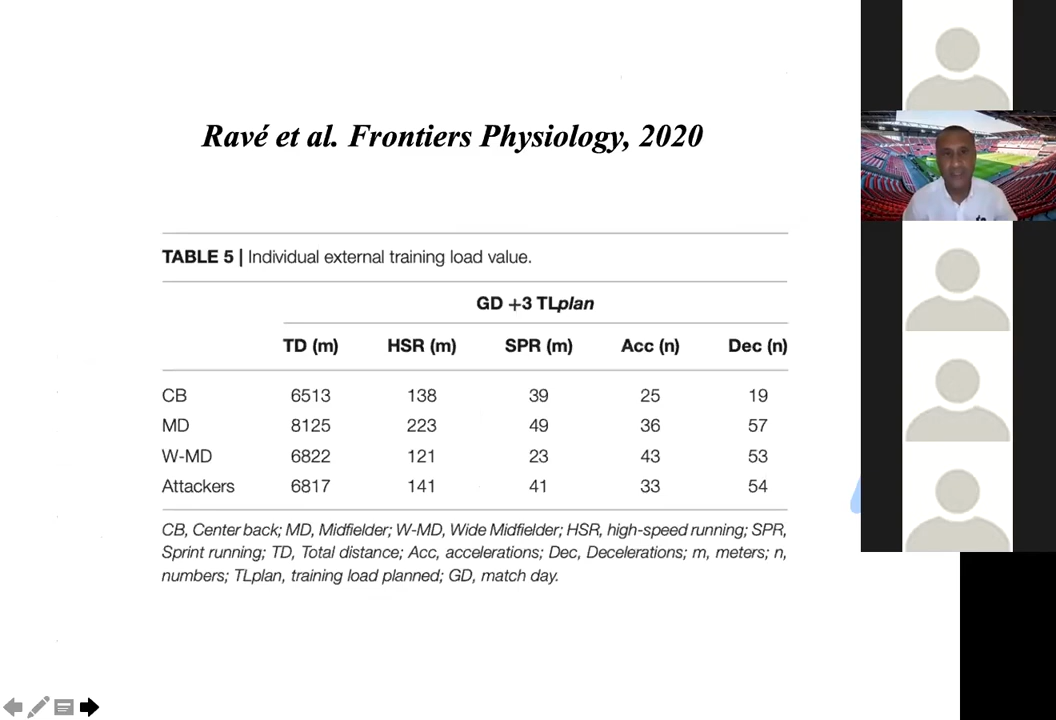 Ravé et al. Frontiers Physiology, 2020
TABLE 5 | Individual external training load value.
GD +3 TLplan
TD (m) HSR (m) SPR (m) Acc (n) Dec (n)
CB 6513 138 39 25 19
MD 8125 223 49 36 57
W-MD 6822 121 23 43 53
Attackers 6817 141 41 33 54
CB, Center back; MD, Midfielder; W-MD, Wide Midfielder; HSR, high-speed running; SPR,
Sprint running; TD, Total distance; Acc, accelerations; Dec, Decelerations; m, meters; n,
numbers; TLplan, training load planned; GD, match day.